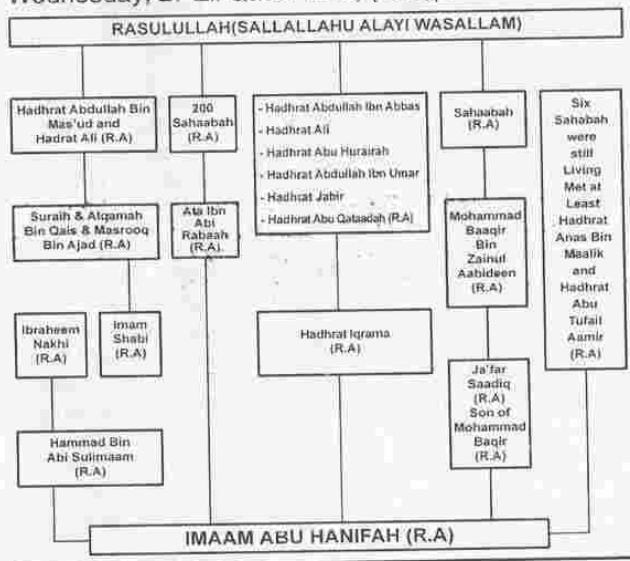 RASULULLAH(SALLALLAHU ALAYI WASALLAM)
Hadhrat Abdullah Bin
Mas'ud and
Hadrat Ali (R.A)
200
Sahaabah
(R.A)
- Hadhrat Abdullah Ibn Abbas
- Hadhrat Ali
- Hadhrat Abu Hurairah
- Hadhrat Abdullah Ibn Umar
- Hadhrat Jabir
- Hadhrat Abu Qataadah (R.A)
Sahaabah
(R.A)
Six
Sahabah
were
still
Living
Met at
Least
Hadhrat
Anas Bin
Maalik
and
Hadhrat
Abu
Tufait
Aamir
(R.A)
Suraih & Alqamah
Bin Qais & Masrooq
Bin Ajad (R.A)
Ata Ibn
Abi
Rabaah
(R.A).
Mohammad
Baaqir
Bin
Zainul
Aabideen
(R.A)
Ibraheem
Nakhi
(R.A)
Imam
Shabi
(R.A)
Hadhrat Iqrama
(R.A)
Ja'far
Saadiq
(R.A)
Son of
Mohammad
Baqir
(R.A)
Hammad Bin
Abi Sulimaam
(R.A)
IMAAM ABU HANIFAH (R.A)